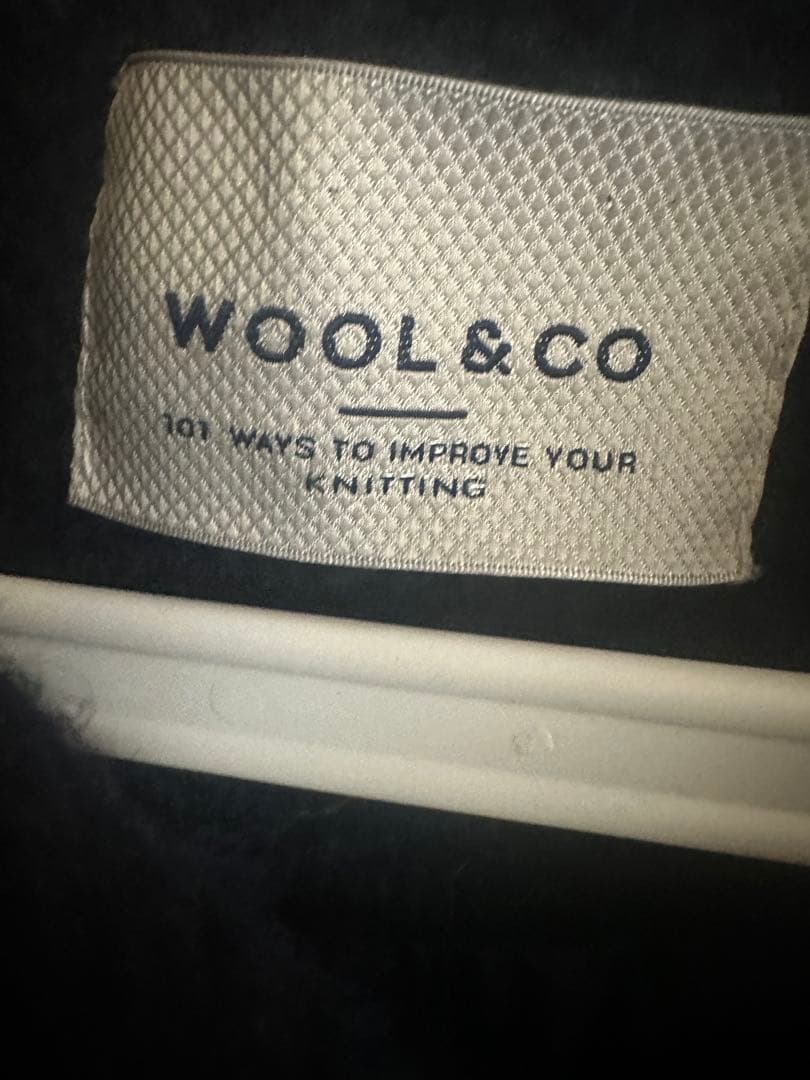 WOOL & CO
101 WAYS TO IMPROVE YOUR
KNITTING